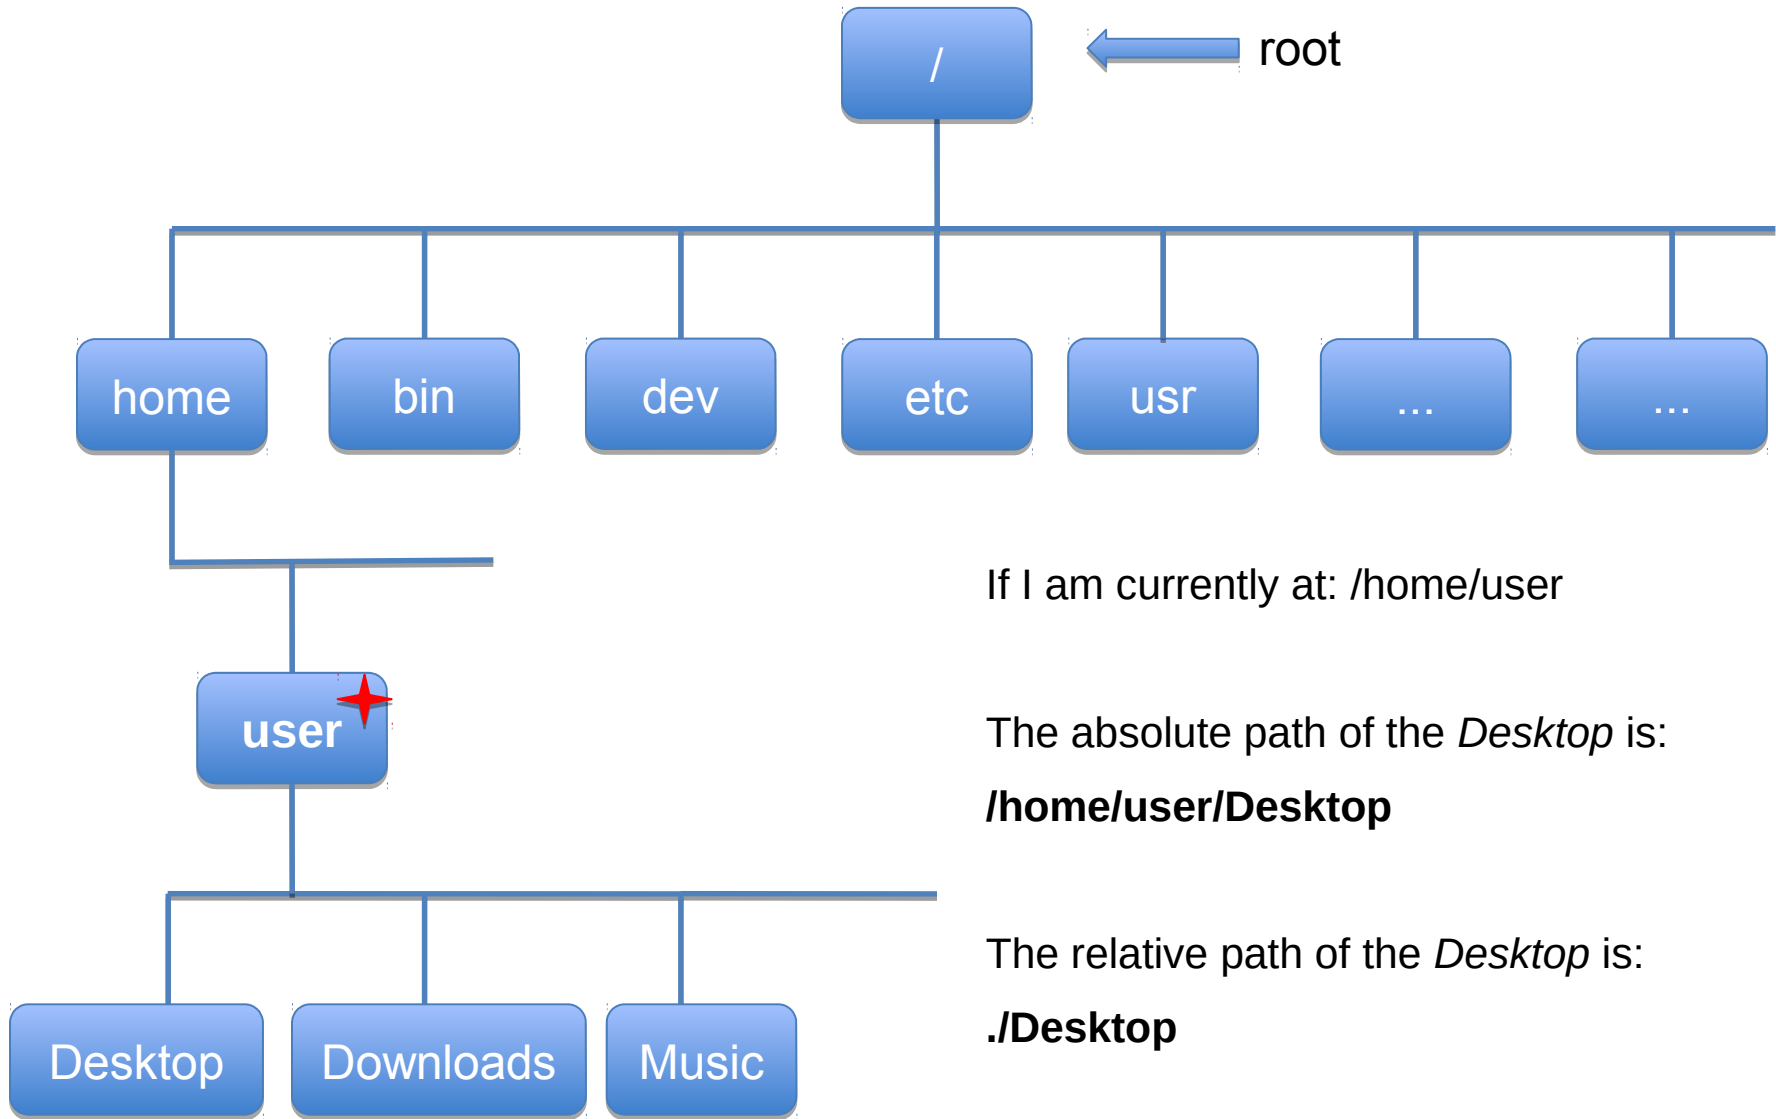 /
root
home
bin
dev
etc
usr
...
...
If I am currently at: /home/user
user
The absolute path of the Desktop is:
/home/user/Desktop
The relative path of the Desktop is:
./Desktop
Desktop
Downloads
Music